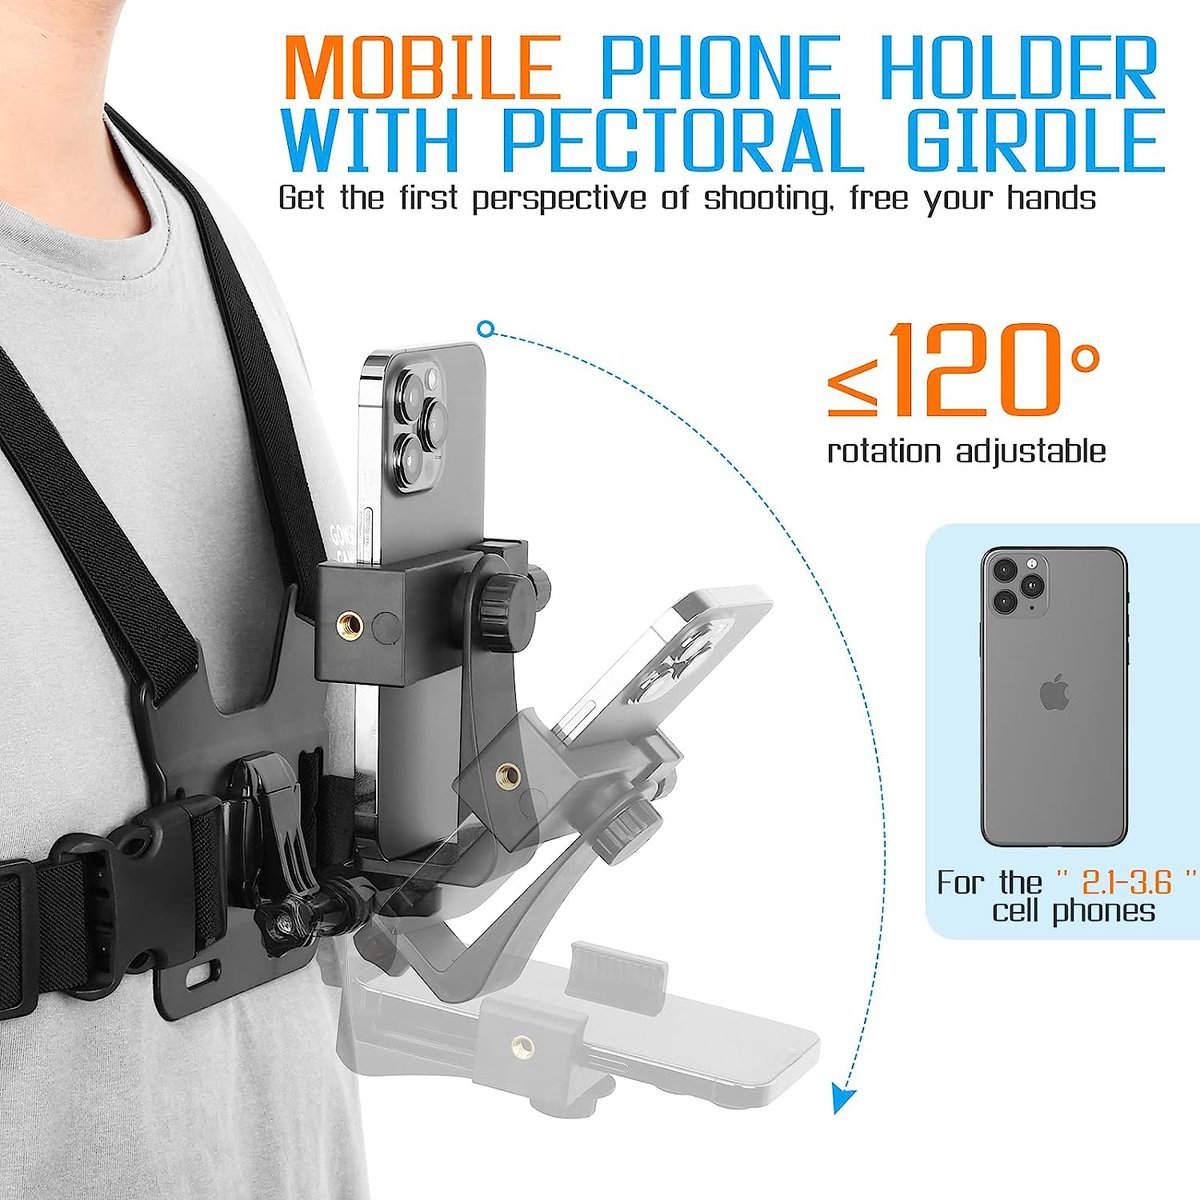 MOBILE PHONE HOLDER
WITH PECTORAL GIRDLE
Get the first perspective of shooting, free your hands
≤120°
rotation adjustable
For the " 2.1-3.6 "
cell phones